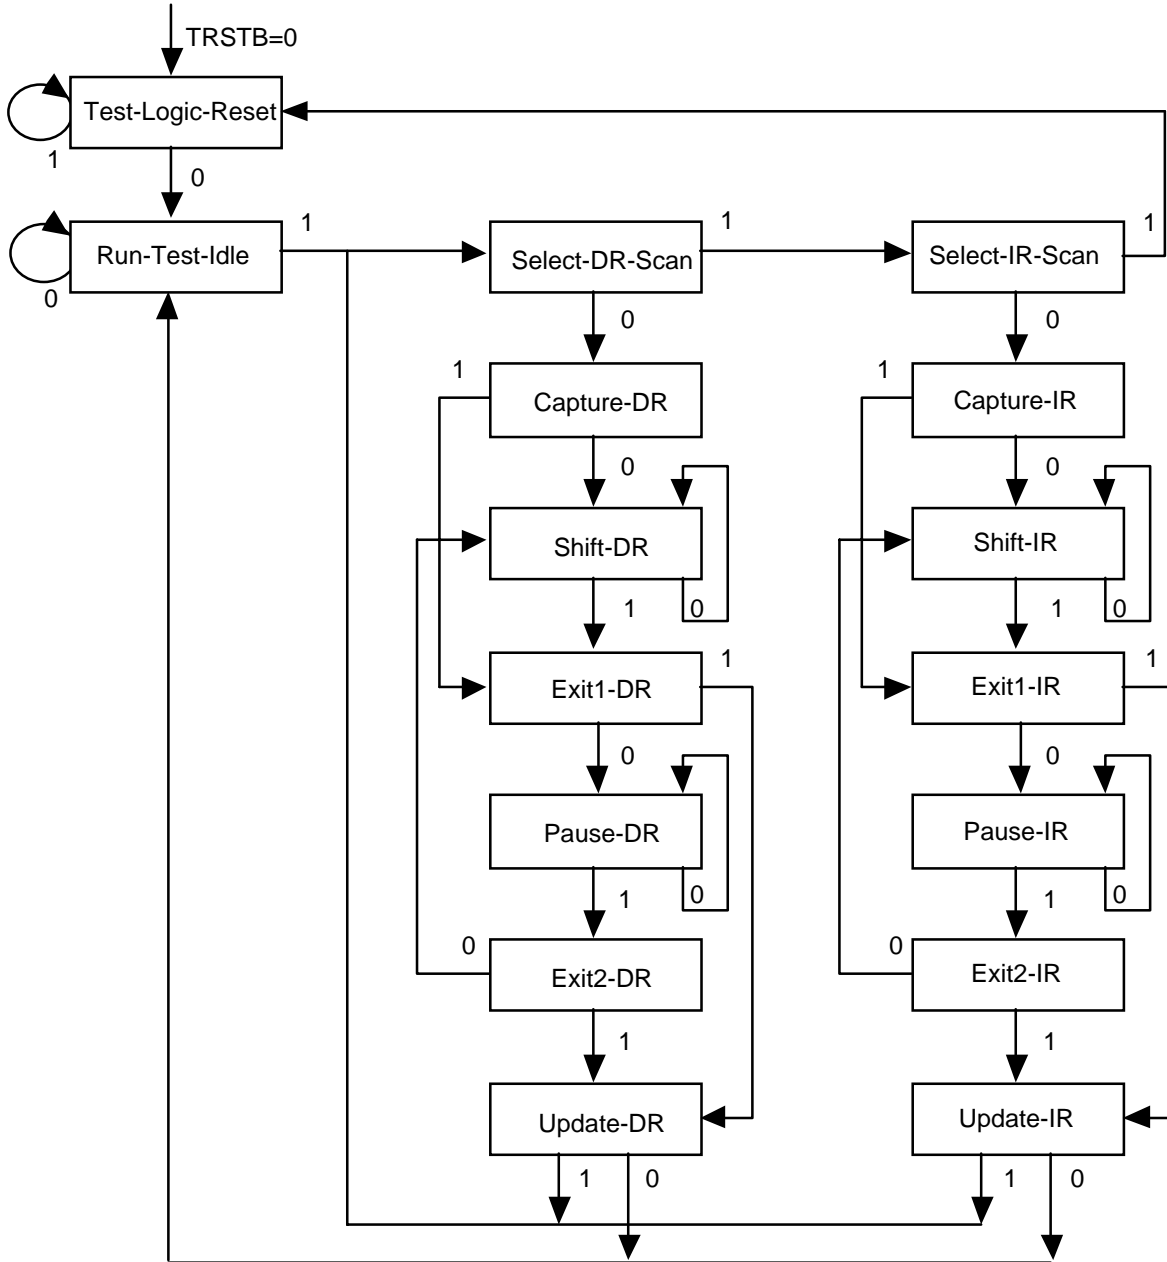 TRSTB=0
Test-Logic-Reset
1
0
1
1
1
Run-Test-Idle
Select-DR-Scan
Select-IR-Scan
0
0
0
1
1
Capture-DR
Capture-IR
0
0
Shift-DR
Shift-IR
1
0
1
0
1
1
Exit1-DR
Exit1-IR
0
0
Pause-DR
Pause-IR
1
0
1
0
0
0
Exit2-DR
Exit2-IR
1
1
Update-DR
Update-IR
1
0
1
0